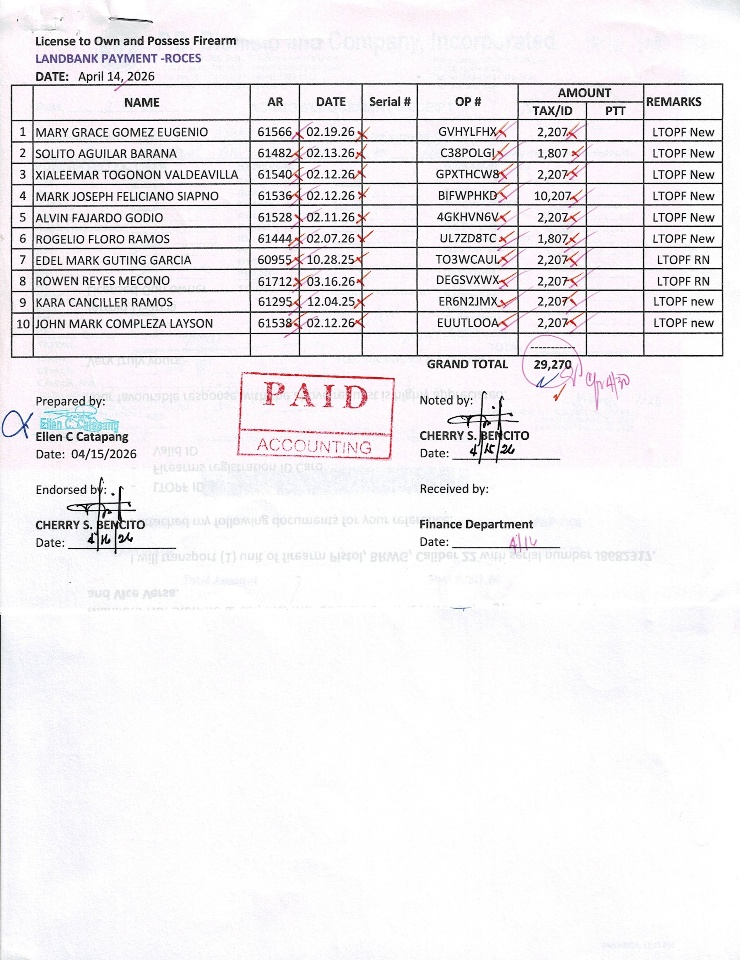 License to Own and Possess Firearm
LANDBANK PAYMENT -ROCES
DATE: April 14, 2026
NAME AR DATE Serial # OP # AMOUNT REMARKS
TAX/ID PTT
1 MARY GRACE GOMEZ EUGENIO 61566 02.19.26 GVHYLFHX 2,207 LTOPF New
2 SOLITO AGUILAR BARANA 61482 02.13.26 C38POLGJ 1,807 LTOPF New
3 XIALEEMAR TOGONON VALDEAVILLA 61540 02.12.26 GPXTHCW8 2,207 LTOPF New
4 MARK JOSEPH FELICIANO SIAPNO 61536 02.12.26 BIFWPHKD 10,207 LTOPF New
5 ALVIN FAJARDO GODIO 61528 02.11.26 4GKHVN6V 2,207 LTOPF New
6 ROGELIO FLORO RAMOS 61444 02.07.26 UL7ZD8TC 1,807 LTOPF New
7 EDEL MARK GUTING GARCIA 60955 10.28.25 TO3WCAUL 2,207 LTOPF RN
8 ROWEN REYES MECONO 61712 03.16.26 DEGSVXWX 2,207 LTOPF RN
9 KARA CANCILLER RAMOS 61295 12.04.25 ER6N2JMX 2,207 LTOPF new
10 JOHN MARK COMPLEZA LAYSON 61538 02.12.26 EUUTLOOA 2,207 LTOPF new
GRAND TOTAL 29,270
Prepared by:
Ellen C. Catapang
Ellen C Catapang
Date: 04/15/2026
PAID
ACCOUNTING
Noted by:
CHERRY S. BENCITO
Date: 4/15/26
Endorsed by:
CHERRY S. BENCITO
Date: 4/16/26
Received by:
Finance Department
Date: 4/16